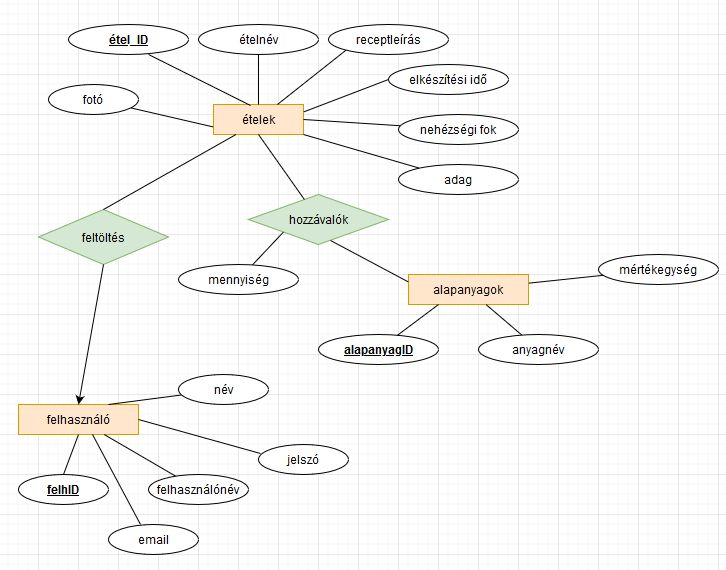 étel_ID
ételnév
receptleírás
elkészítési idő
fotó
ételek
nehézségi fok
adag
hozzávalók
feltöltés
mennyiség
mértékegység
alapanyagok
alapanyagID
anyagnév
név
felhasználó
jelszó
felhID
felhasználónév
email